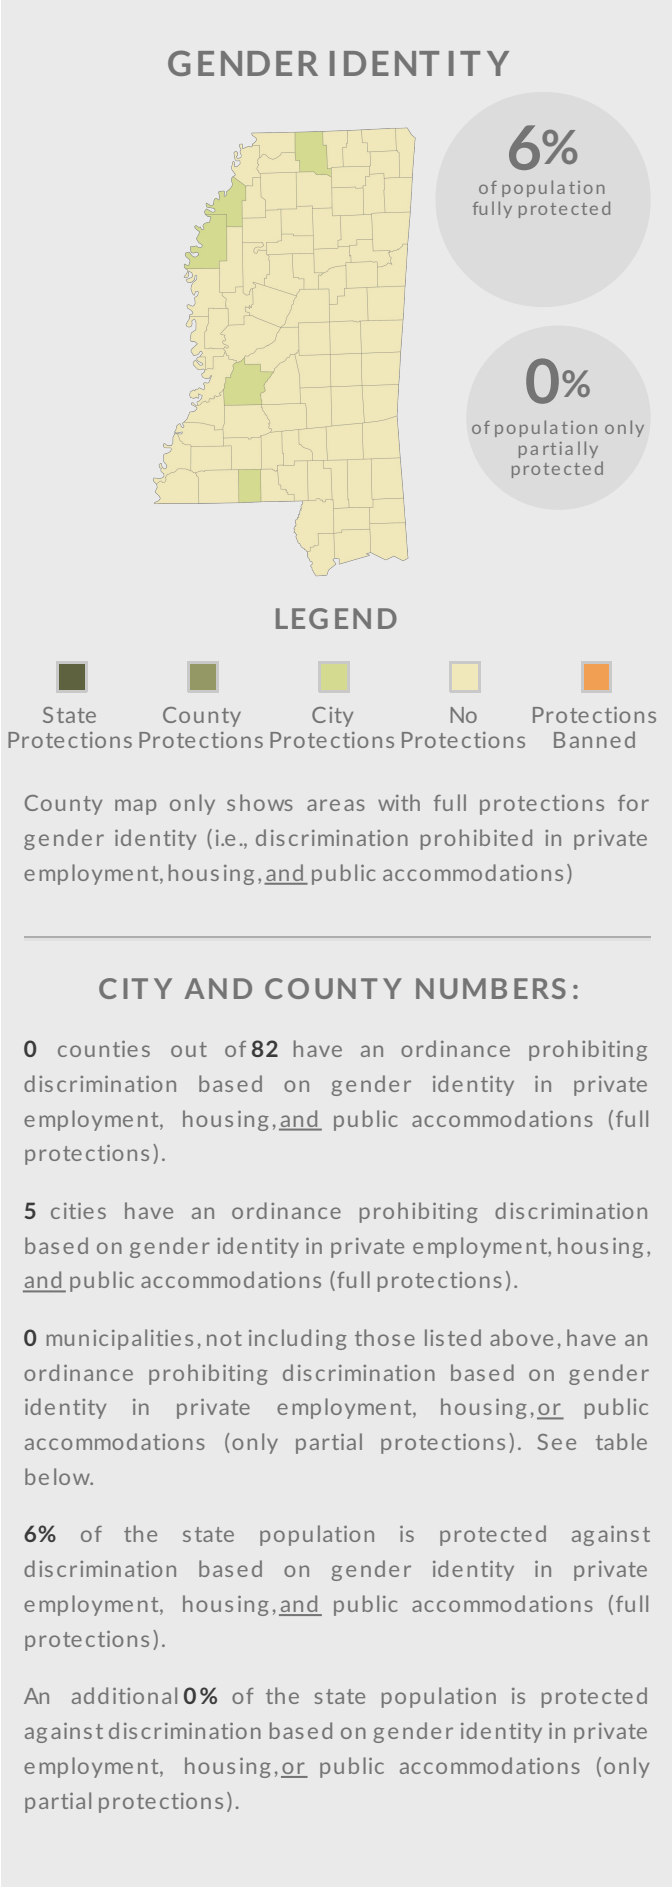 GENDER IDENTITY
6%
of population
fully protected
0%
of population only
partially
protected
LEGEND
State
Protections
County
Protections
City
Protections
No
Protections
Protections
Banned
County map only shows areas with full protections for
gender identity (i.e., discrimination prohibited in private
employment, housing, and public accommodations)
CITY AND COUNTY NUMBERS:
0 counties out of 82 have an ordinance prohibiting
discrimination based on gender identity in private
employment, housing, and public accommodations (full
protections).
5 cities have an ordinance prohibiting discrimination
based on gender identity in private employment, housing,
and public accommodations (full protections).
0 municipalities, not including those listed above, have an
ordinance prohibiting discrimination based on gender
identity in private employment, housing, or public
accommodations (only partial protections). See table
below.
6% of the state population is protected against
discrimination based on gender identity in private
employment, housing, and public accommodations (full
protections).
An additional 0% of the state population is protected
against discrimination based on gender identity in private
employment, housing, or public accommodations (only
partial protections).